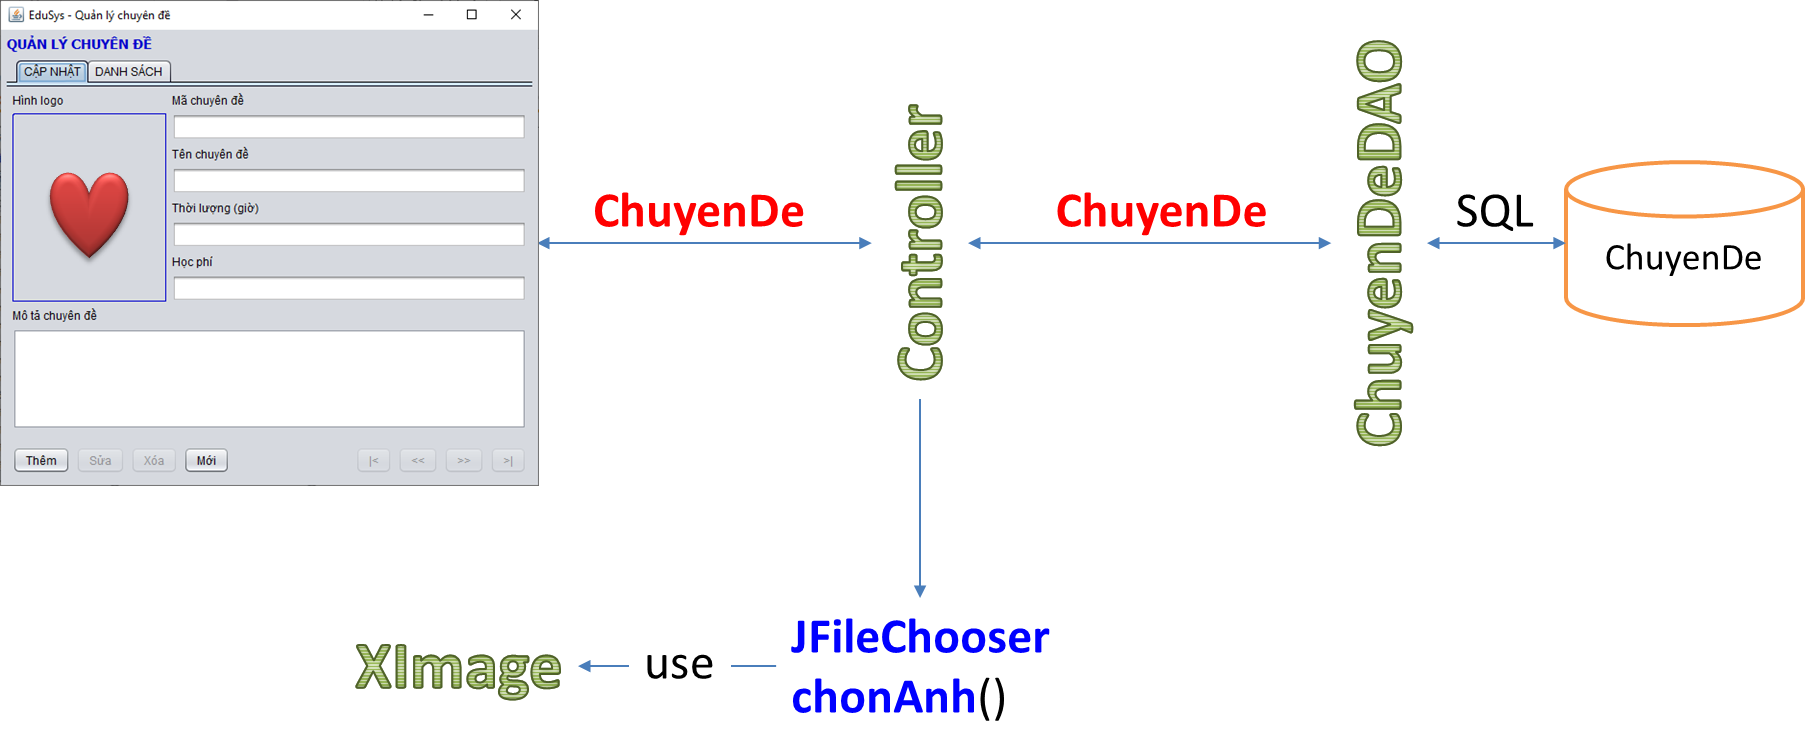 EduSys - Quản lý chuyên đề
QUẢN LÝ CHUYÊN ĐỀ
CẬP NHẬT DANH SÁCH
Hình logo
Mã chuyên đề
Tên chuyên đề
Thời lượng (giờ)
Học phí
Mô tả chuyên đề
Thêm Sửa Xóa Mới |< << >> >|
ChuyenDe
Controller
ChuyenDe
ChuyenDeDAO
SQL
ChuyenDe
JFileChooser
chonAnh()
use
XImage